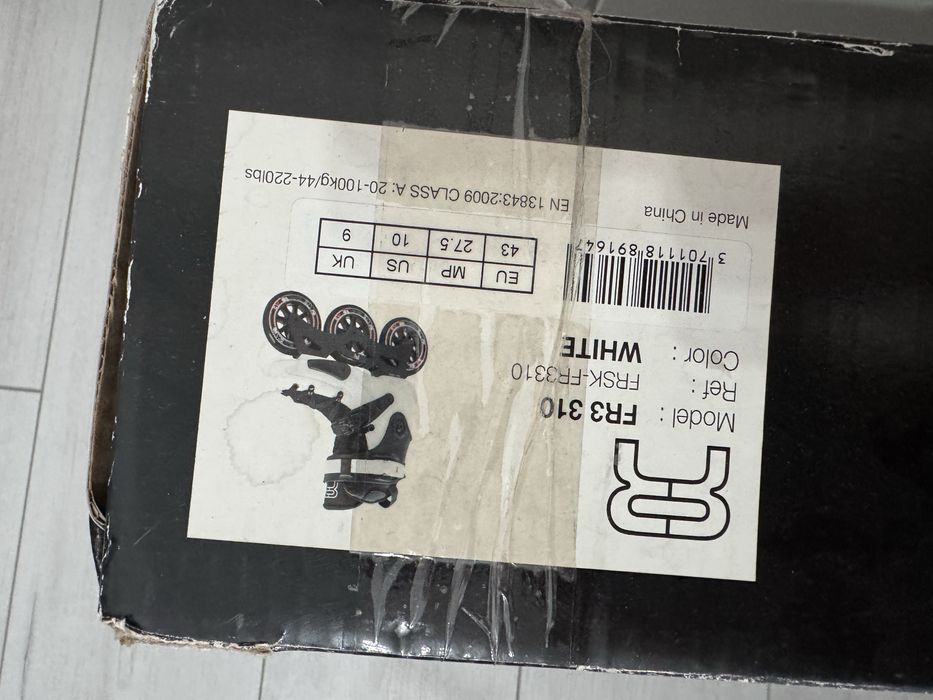 FR
Model : FR3 310
Ref : FRSK-FR3310
Color : WHITE
EU MP US UK
43 27.5 10 9
3 701118 891647
Made in China
EN 13843:2009 CLASS A: 20-100kg/44-220lbs